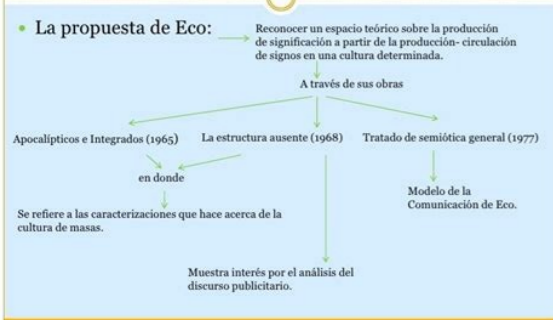 • La propuesta de Eco:
Reconocer un espacio teórico sobre la producción
de significación a partir de la producción- circulación
de signos en una cultura determinada.
A través de sus obras
Apocalípticos e Integrados (1965)
La estructura ausente (1968)
Tratado de semiótica general (1977)
en donde
Modelo de la
Comunicación de Eco.
Se refiere a las caracterizaciones que hace acerca de la
cultura de masas.
Muestra interés por el análisis del
discurso publicitario.